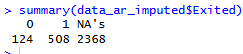 > summary(data_ar_imputed$Exited)
0 1 NA's
124 508 2368
>